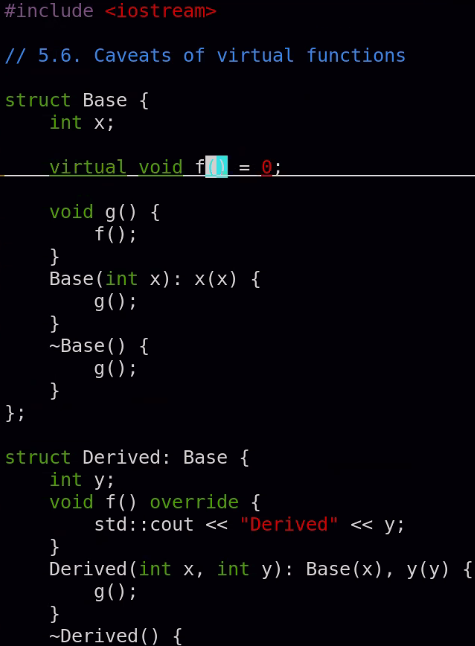 #include <iostream>
// 5.6. Caveats of virtual functions
struct Base {
    int x;
    virtual void f() = 0;
    void g() {
        f();
    }
    Base(int x): x(x) {
        g();
    }
    ~Base() {
        g();
    }
};
struct Derived: Base {
    int y;
    void f() override {
        std::cout << "Derived" << y;
    }
    Derived(int x, int y): Base(x), y(y) {
        g();
    }
    ~Derived() {